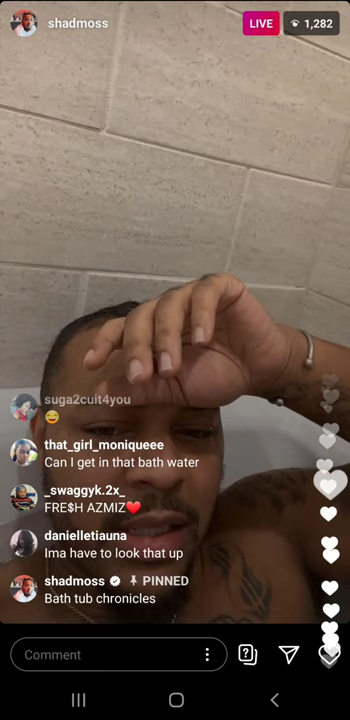 shadmoss
LIVE
1,282
suga2cuit4you
😂
that_girl_moniqueee
Can I get in that bath water
_swaggyk.2x_
FRE$H AZMIZ❤️
danielletiauna
Ima have to look that up
shadmoss PINNED
Bath tub chronicles
Comment